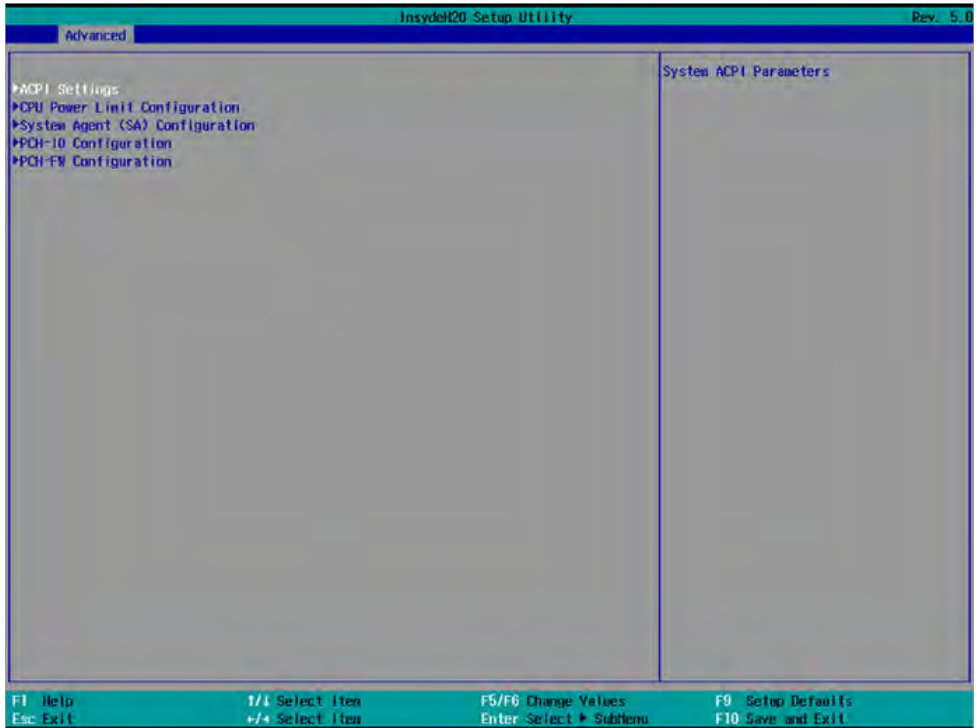 InsydeH20 Setup Utility Rev. 5.0
Advanced
▶ACPI Settings
▶CPU Power Limit Configuration
▶System Agent (SA) Configuration
▶PCH-IO Configuration
▶PCH-FW Configuration
System ACPI Parameters
F1 Help ↑/↓ Select Item F5/F6 Change Values F9 Setup Defaults
Esc Exit ←/→ Select Item Enter Select ▶ SubMenu F10 Save and Exit